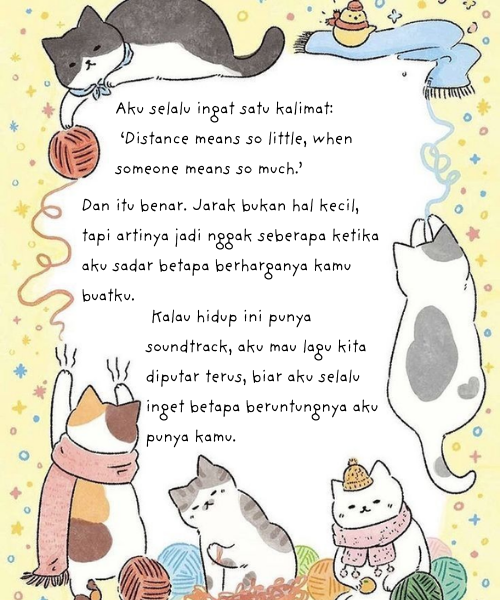 Aku selalu ingat satu kalimat:
‘Distance means so little, when
someone means so much.’
Dan itu benar. Jarak bukan hal kecil,
tapi artinya jadi nggak seberapa ketika
aku sadar betapa berharganya kamu
buatku.
Kalau hidup ini punya
soundtrack, aku mau lagu kita
diputar terus, biar aku selalu
inget betapa beruntungnya aku
punya kamu.